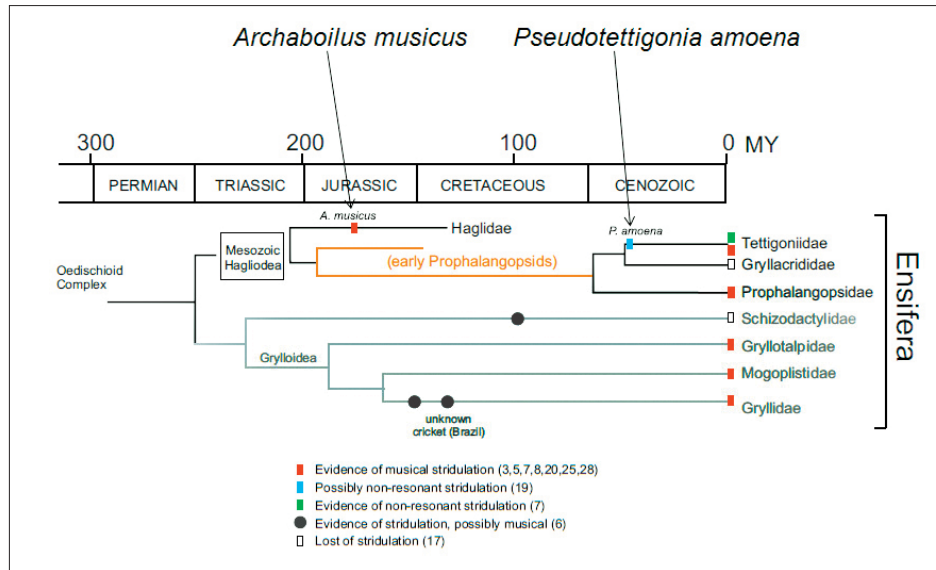 Archaboilus musicus Pseudotettigonia amoena
300 200 100 0 MY
PERMIAN TRIASSIC JURASSIC CRETACEOUS CENOZOIC
A. musicus
P. amoena
Haglidae
Mesozoic
Hagliodea
(early Prophalangopsids)
Tettigoniidae
Gryllacrididae
Oedischioid
Complex
Prophalangopsidae
Schizodactylidae
Grylloidea
Gryllotalpidae
Mogoplistidae
Gryllidae
unknown
cricket (Brazil)
Ensifera
Evidence of musical stridulation (3,5,7,8,20,25,28)
Possibly non-resonant stridulation (19)
Evidence of non-resonant stridulation (7)
Evidence of stridulation, possibly musical (6)
Lost of stridulation (17)